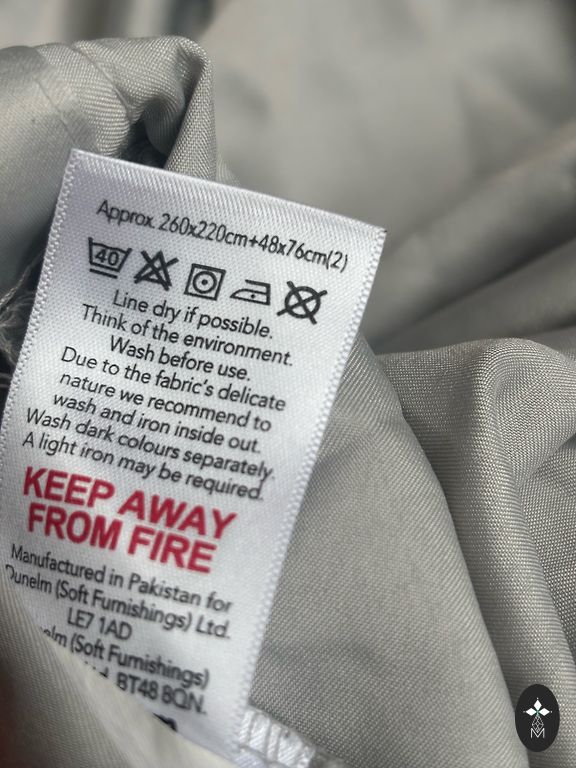 Approx. 260x220cm+48x76cm(2)
40
Line dry if possible.
Think of the environment.
Wash before use.
Due to the fabric's delicate
nature we recommend to
wash and iron inside out.
Wash dark colours separately.
A light iron may be required.
KEEP AWAY
FROM FIRE
Manufactured in Pakistan for
Dunelm (Soft Furnishings) Ltd.
LE7 1AD
(Soft Furnishings)
BT48 8QN.
M